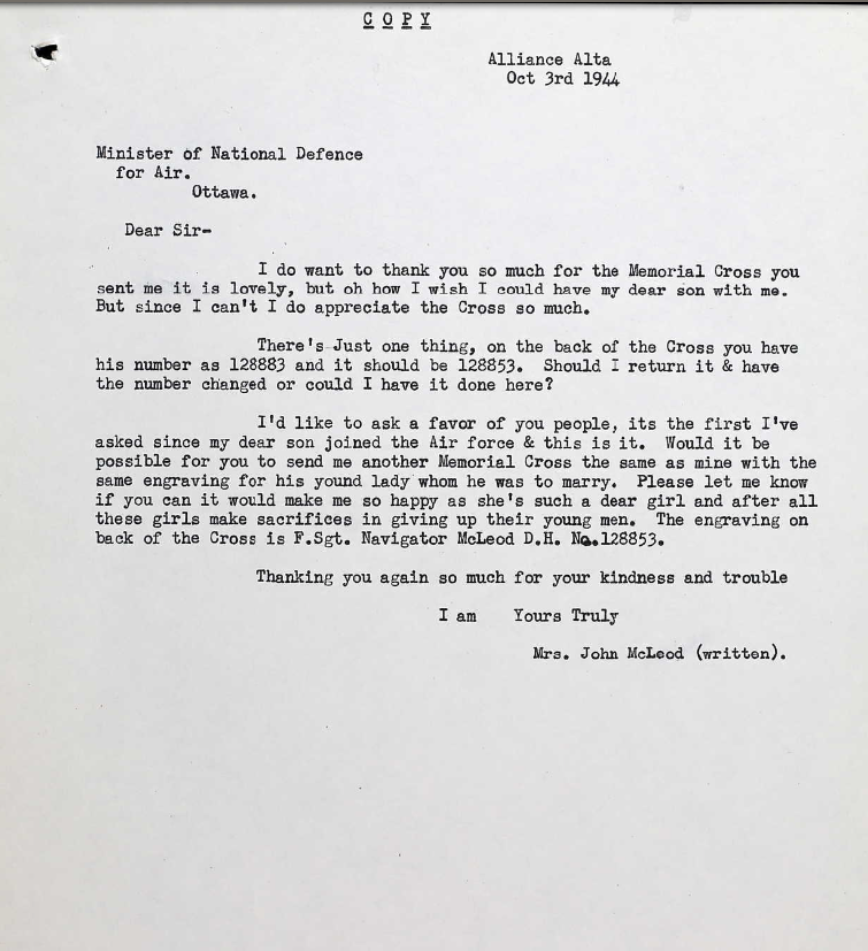 C O P Y
Alliance Alta
Oct 3rd 1944
Minister of National Defence
for Air.
Ottawa.
Dear Sir-
I do want to thank you so much for the Memorial Cross you
sent me it is lovely, but oh how I wish I could have my dear son with me.
But since I can't I do appreciate the Cross so much.
There's Just one thing, on the back of the Cross you have
his number as 128883 and it should be 128853. Should I return it & have
the number changed or could I have it done here?
I'd like to ask a favor of you people, its the first I've
asked since my dear son joined the Air force & this is it. Would it be
possible for you to send me another Memorial Cross the same as mine with the
same engraving for his yound lady whom he was to marry. Please let me know
if you can it would make me so happy as she's such a dear girl and after all
these girls make sacrifices in giving up their young men. The engraving on
back of the Cross is F.Sgt. Navigator McLeod D.H. No.128853.
Thanking you again so much for your kindness and trouble
I am Yours Truly
Mrs. John McLeod (written).